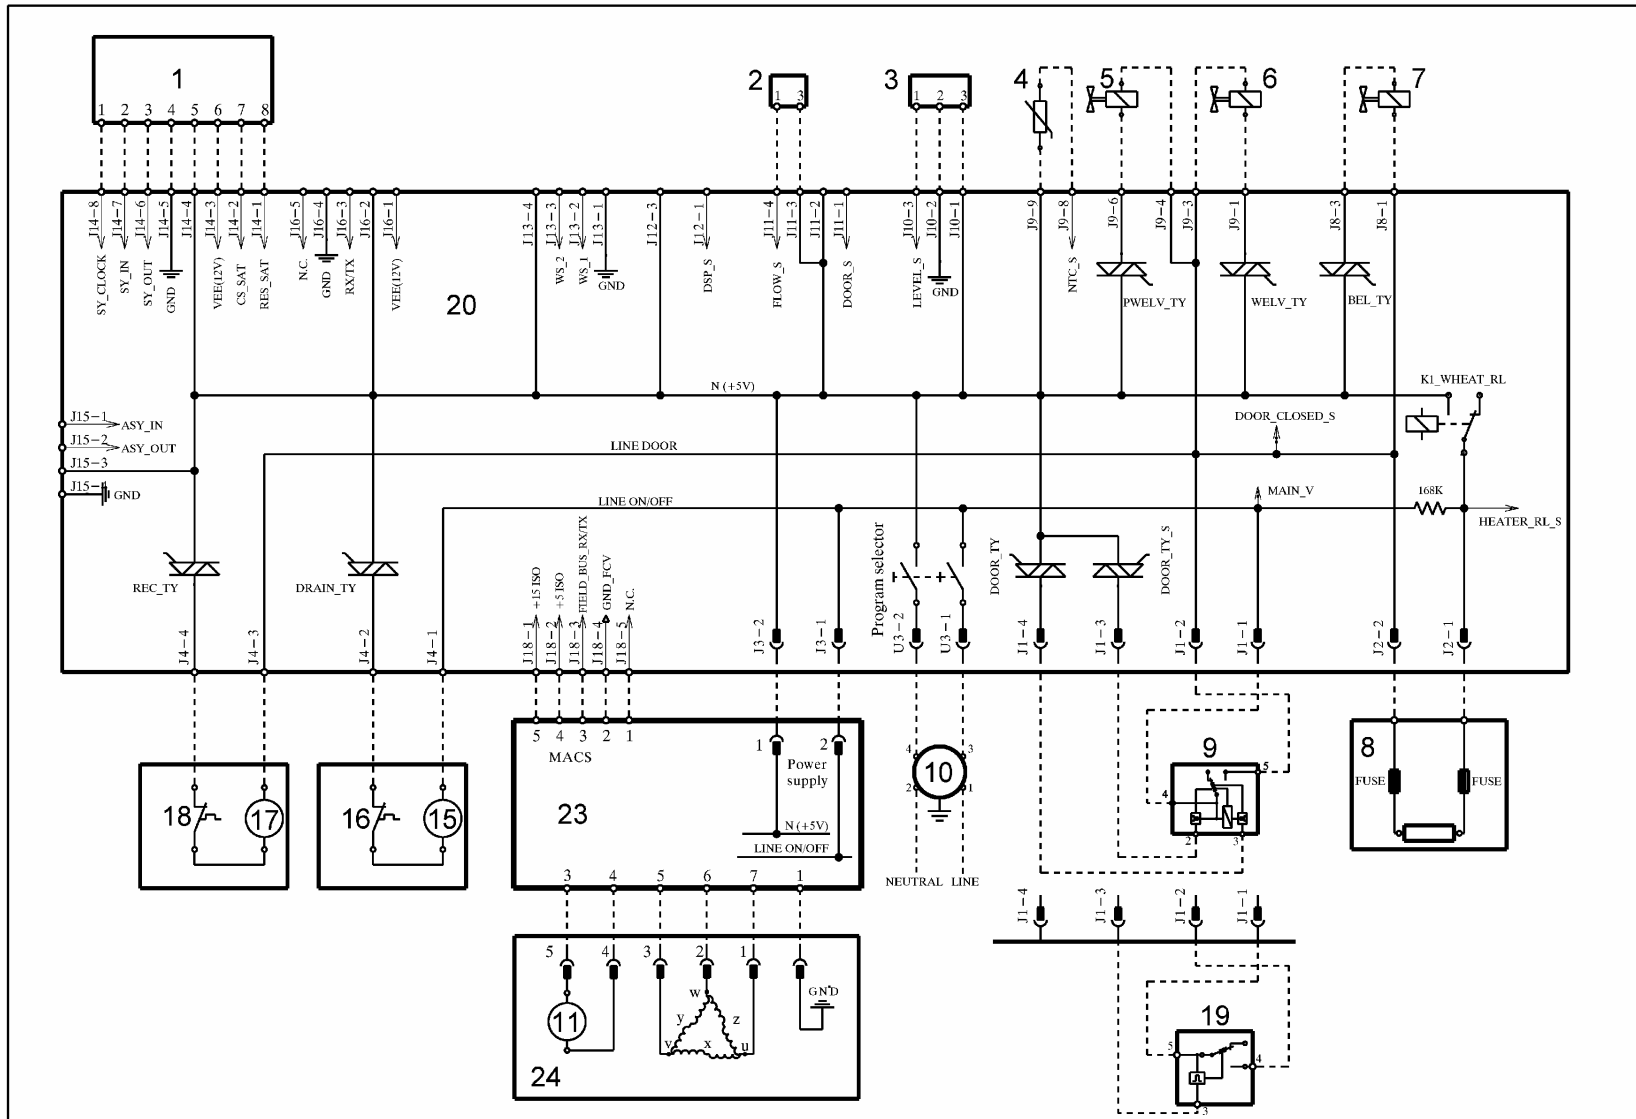 1
1 2 3 4 5 6 7 8
2
1 3
3
1 2 3
4
5
6
7
J14-8
J14-7
J14-6
J14-5
J14-4
J14-3
J14-2
J14-1
J16-5
J16-4
J16-3
J16-2
J16-1
J13-4
J13-3
J13-2
J13-1
J12-3
J12-1
J11-4
J11-3
J11-2
J11-1
J10-3
J10-2
J10-1
J9-9
J9-8
J9-6
J9-4
J9-3
J9-1
J8-3
J8-1
SY_CLOCK
SY_IN
SY_OUT
GND
VEE(12V)
CS_SAT
RES_SAT
N.C.
GND
RX/TX
VEE(12V)
WS_2
WS_1
GND
DSP_S
FLOW_S
DOOR_S
LEVEL_S
GND
NTC_S
PWELV_TY
WELV_TY
BEL_TY
20
N (+5V)
K1_WHEAT_RL
J15-1
ASY_IN
J15-2
ASY_OUT
J15-3
J15-4
GND
DOOR_CLOSED_S
LINE DOOR
LINE ON/OFF
MAIN_V
168K
HEATER_RL_S
REC_TY
DRAIN_TY
Program selector
DOOR_TY
DOOR_TY_S
+15 ISO
+5 ISO
FIELD_BUS_RX/TX
GND_FCV
N.C.
J4-4
J4-3
J4-2
J4-1
J18-1
J18-2
J18-3
J18-4
J18-5
J3-2
J3-1
U3-2
U3-1
J1-4
J1-3
J1-2
J1-1
J2-2
J2-1
5 4 3 2 1
MACS
1 2
Power
supply
23
N (+5V)
LINE ON/OFF
3 4 5 6 7 1
18
17
16
15
4 3
10
2 1
NEUTRAL LINE
9
5
4
2 3
8
FUSE FUSE
J1-4
J1-3
J1-2
J1-1
5 4 3 2 1
11
w
y z
v x u
GND
24
19
5
4
3